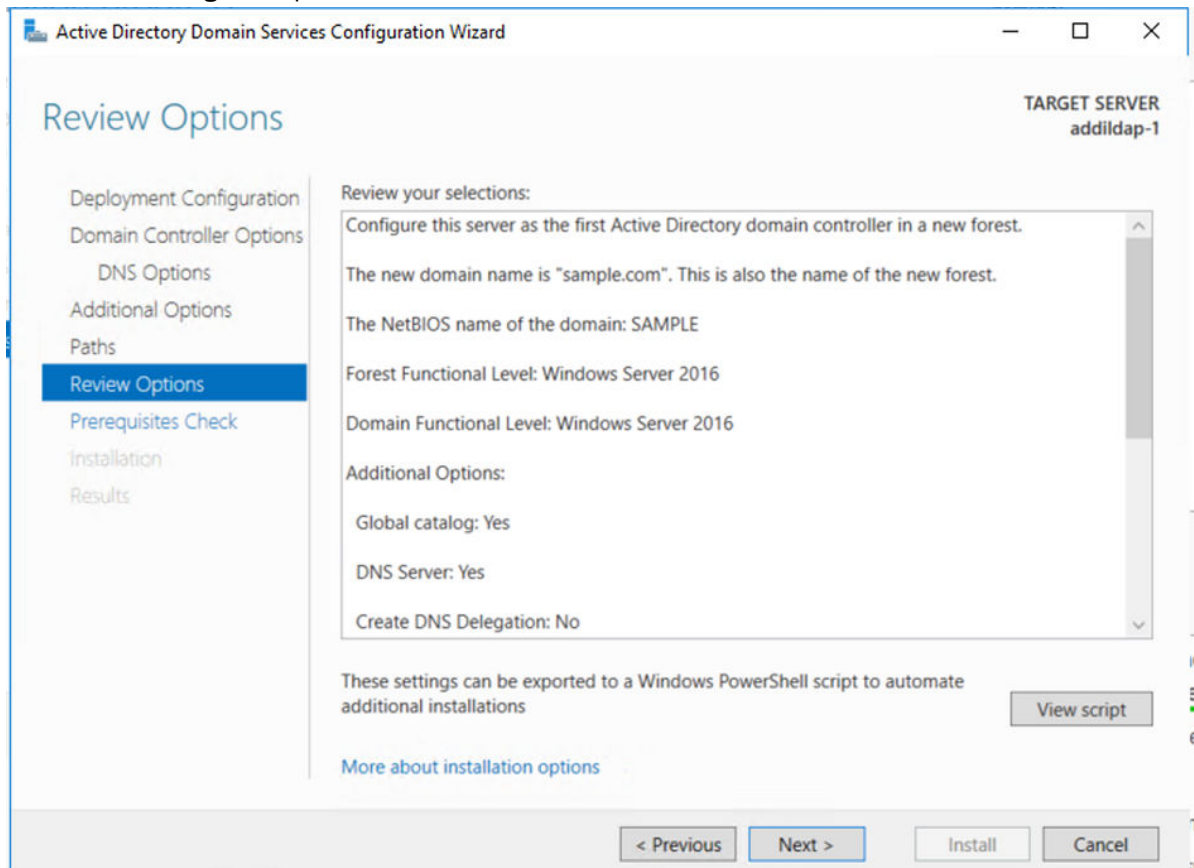 Active Directory Domain Services Configuration Wizard
Review Options
TARGET SERVER
addildap-1
Deployment Configuration
Domain Controller Options
DNS Options
Additional Options
Paths
Review Options
Prerequisites Check
Installation
Results
Review your selections:
Configure this server as the first Active Directory domain controller in a new forest.
The new domain name is "sample.com". This is also the name of the new forest.
The NetBIOS name of the domain: SAMPLE
Forest Functional Level: Windows Server 2016
Domain Functional Level: Windows Server 2016
Additional Options:
Global catalog: Yes
DNS Server: Yes
Create DNS Delegation: No
These settings can be exported to a Windows PowerShell script to automate
additional installations
View script
More about installation options
< Previous
Next >
Install
Cancel